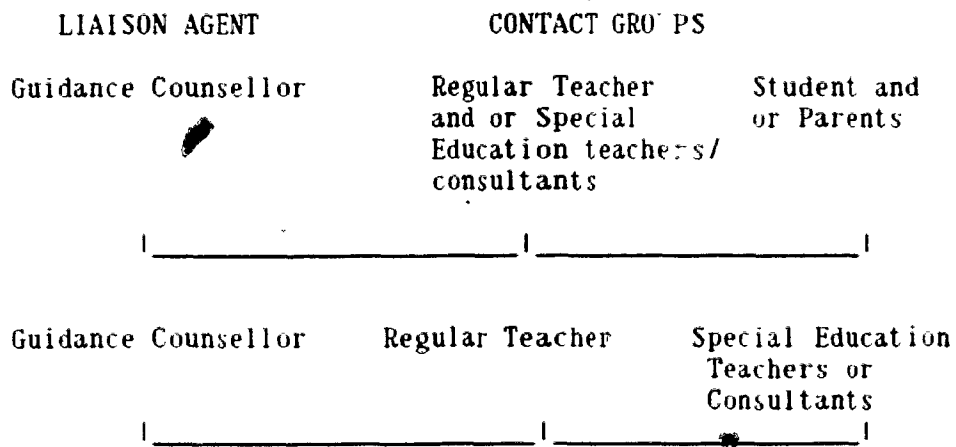 LIAISON AGENT CONTACT GRO PS
Guidance Counsellor Regular Teacher Student and
and or Special or Parents
Education teachers/
consultants
Guidance Counsellor Regular Teacher Special Education
Teachers or
Consultants